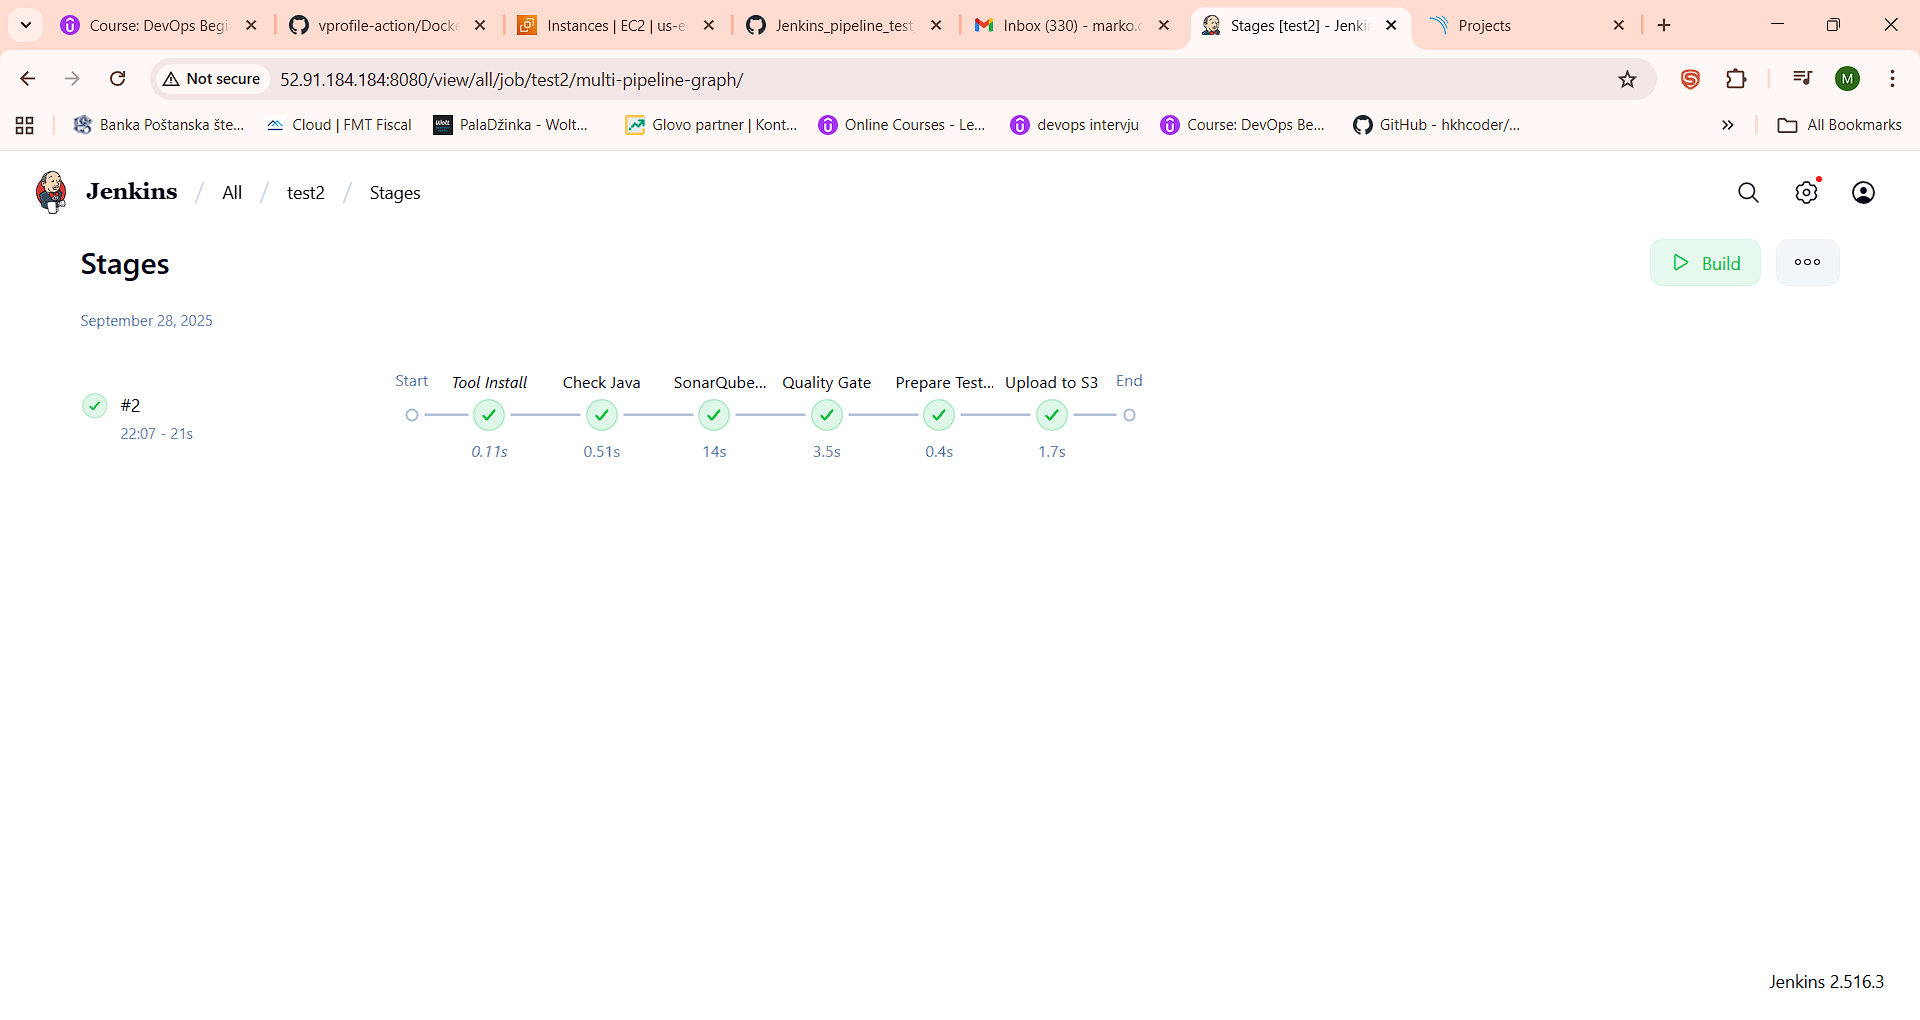 Course: DevOps Begi
vprofile-action/Docke
Instances | EC2 | us-e
Jenkins_pipeline_test
Inbox (330) - marko.c
Stages [test2] - Jenki
Projects
Not secure
52.91.184.184:8080/view/all/job/test2/multi-pipeline-graph/
M
Banka Poštanska šte...
Cloud | FMT Fiscal
Wolt
PalaDžinka - Wolt...
Glovo partner | Kont...
Online Courses - Le...
devops intervju
Course: DevOps Be...
GitHub - hkhcoder/...
All Bookmarks
Jenkins / All / test2 / Stages
Stages
Build
September 28, 2025
Start
Tool Install
Check Java
SonarQube...
Quality Gate
Prepare Test...
Upload to S3
End
#2
22:07 - 21s
0.11s
0.51s
14s
3.5s
0.4s
1.7s
Jenkins 2.516.3